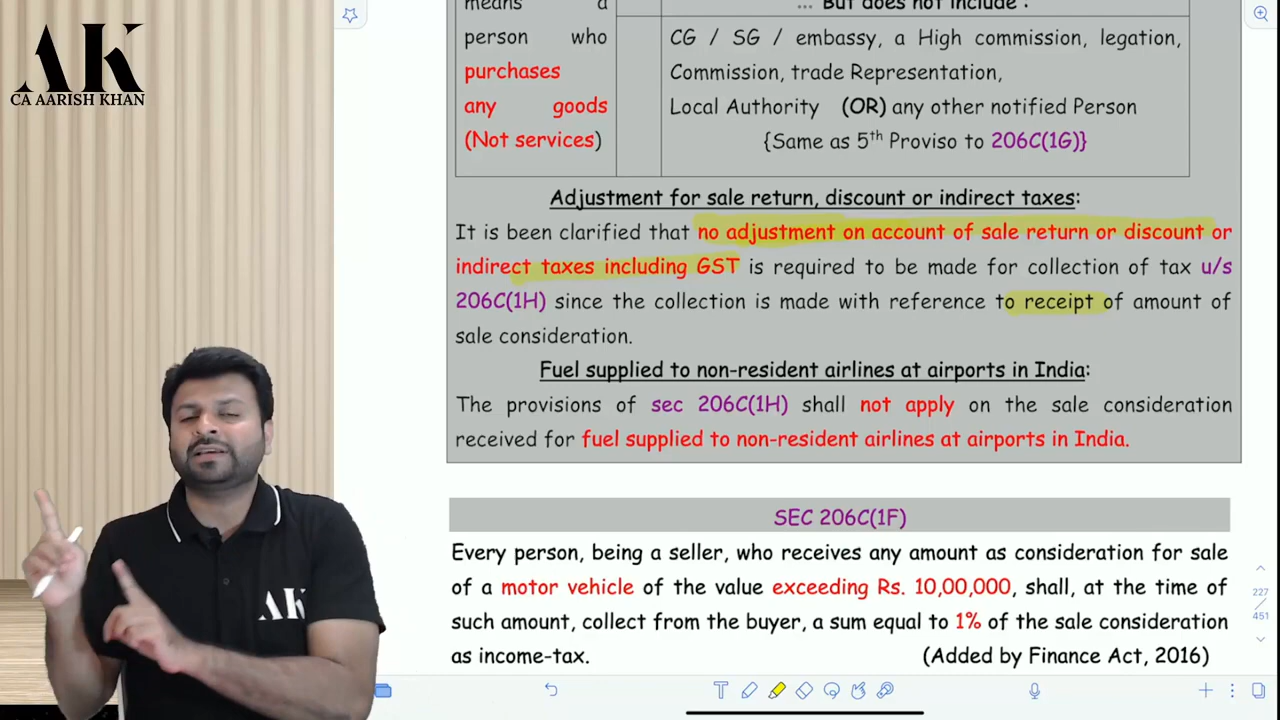 AK
CA AARISH KHAN
means a
person who
purchases
any goods
(Not services)
... But does not include :
CG / SG / embassy, a High commission, legation,
Commission, trade Representation,
Local Authority (OR) any other notified Person
{Same as 5th Proviso to 206C(1G)}
Adjustment for sale return, discount or indirect taxes:
It is been clarified that no adjustment on account of sale return or discount or
indirect taxes including GST is required to be made for collection of tax u/s
206C(1H) since the collection is made with reference to receipt of amount of
sale consideration.
Fuel supplied to non-resident airlines at airports in India:
The provisions of sec 206C(1H) shall not apply on the sale consideration
received for fuel supplied to non-resident airlines at airports in India.
SEC 206C(1F)
Every person, being a seller, who receives any amount as consideration for sale
of a motor vehicle of the value exceeding Rs. 10,00,000, shall, at the time of
such amount, collect from the buyer, a sum equal to 1% of the sale consideration
as income-tax. (Added by Finance Act, 2016)
227
451
AK